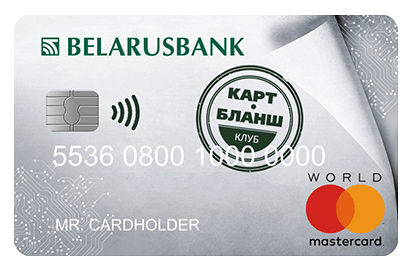 BELARUSBANK
КАРТ
БЛАНШ
КЛУБ
5536 0800 1000 0000
MR. CARDHOLDER
WORLD
mastercard.